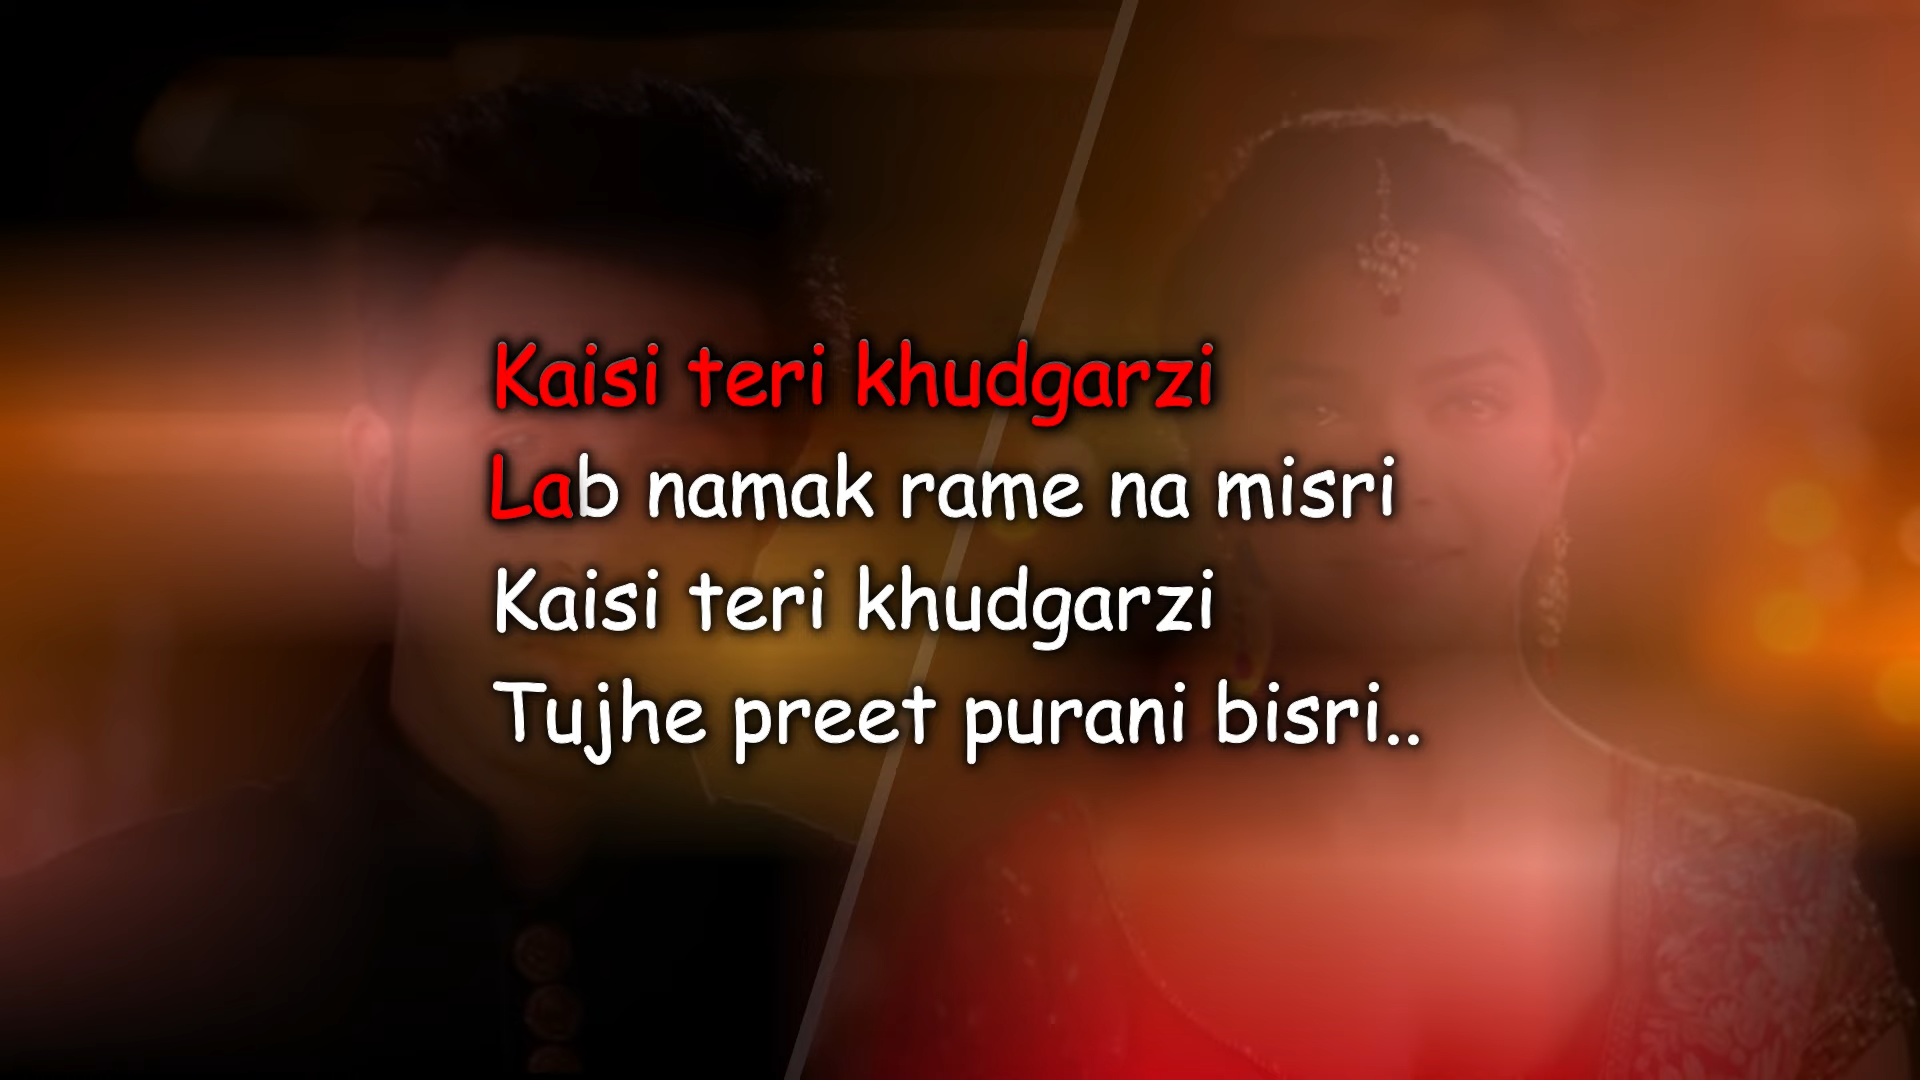 Kaisi teri khudgarzi
Lab namak rame na misri
Kaisi teri khudgarzi
Tujhe preet purani bisri..